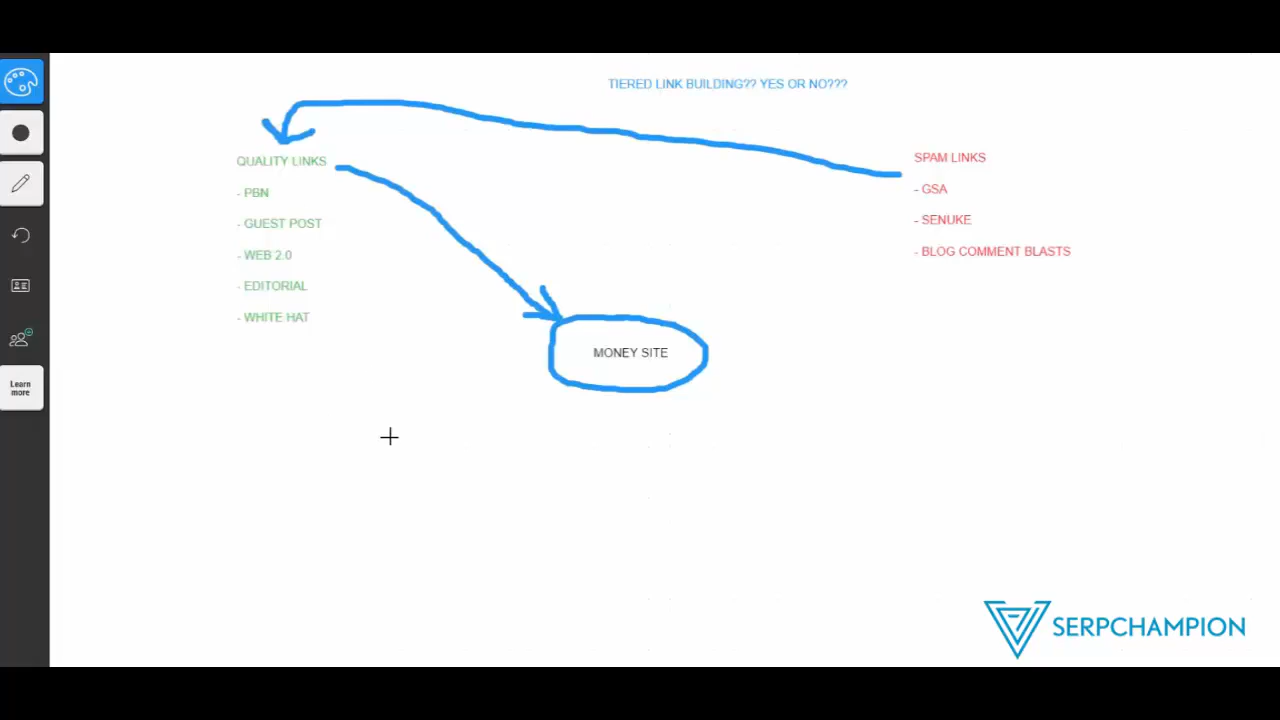 TIERED LINK BUILDING?? YES OR NO???
QUALITY LINKS
- PBN
- GUEST POST
- WEB 2.0
- EDITORIAL
- WHITE HAT
SPAM LINKS
- GSA
- SENUKE
- BLOG COMMENT BLASTS
MONEY SITE
Learn
more
SERPCHAMPION